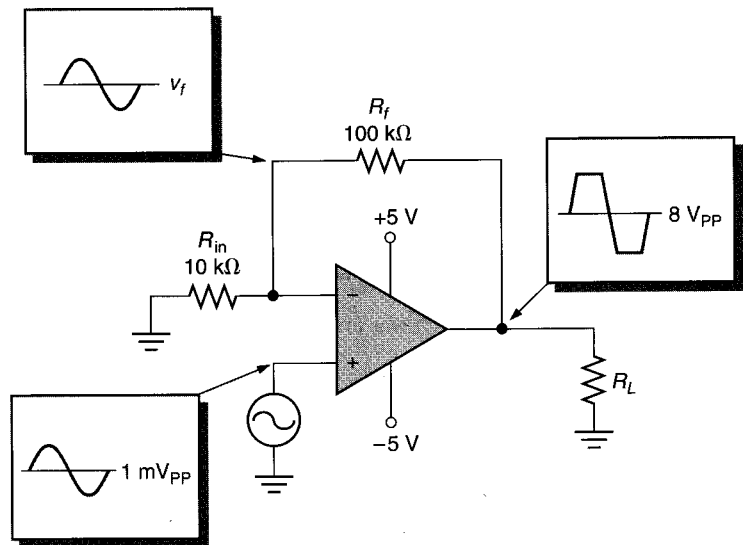 v_f
R_f
100 kΩ
+5 V
8 V_PP
R_in
10 kΩ
−
+
R_L
−5 V
1 mV_PP